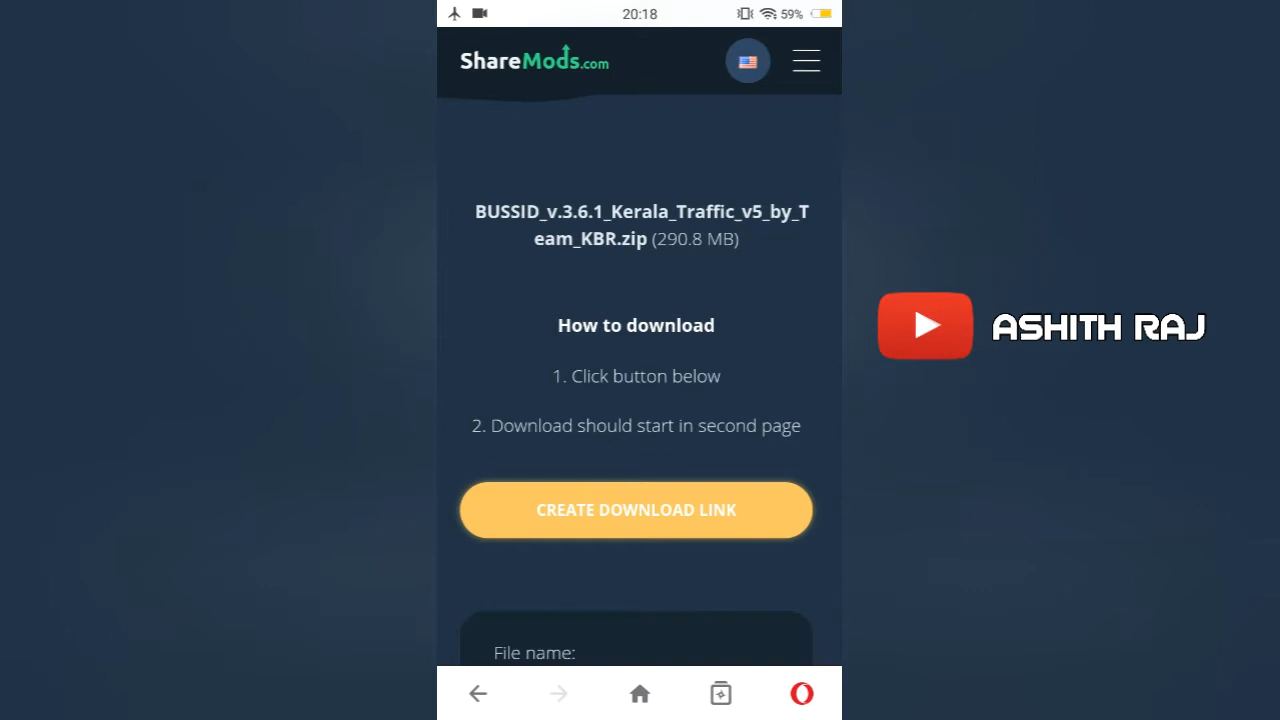 20:18
59%
ShareMods.com
BUSSID_v.3.6.1_Kerala_Traffic_v5_by_T
eam_KBR.zip (290.8 MB)
How to download
1. Click button below
2. Download should start in second page
CREATE DOWNLOAD LINK
File name:
ASHITH RAJ